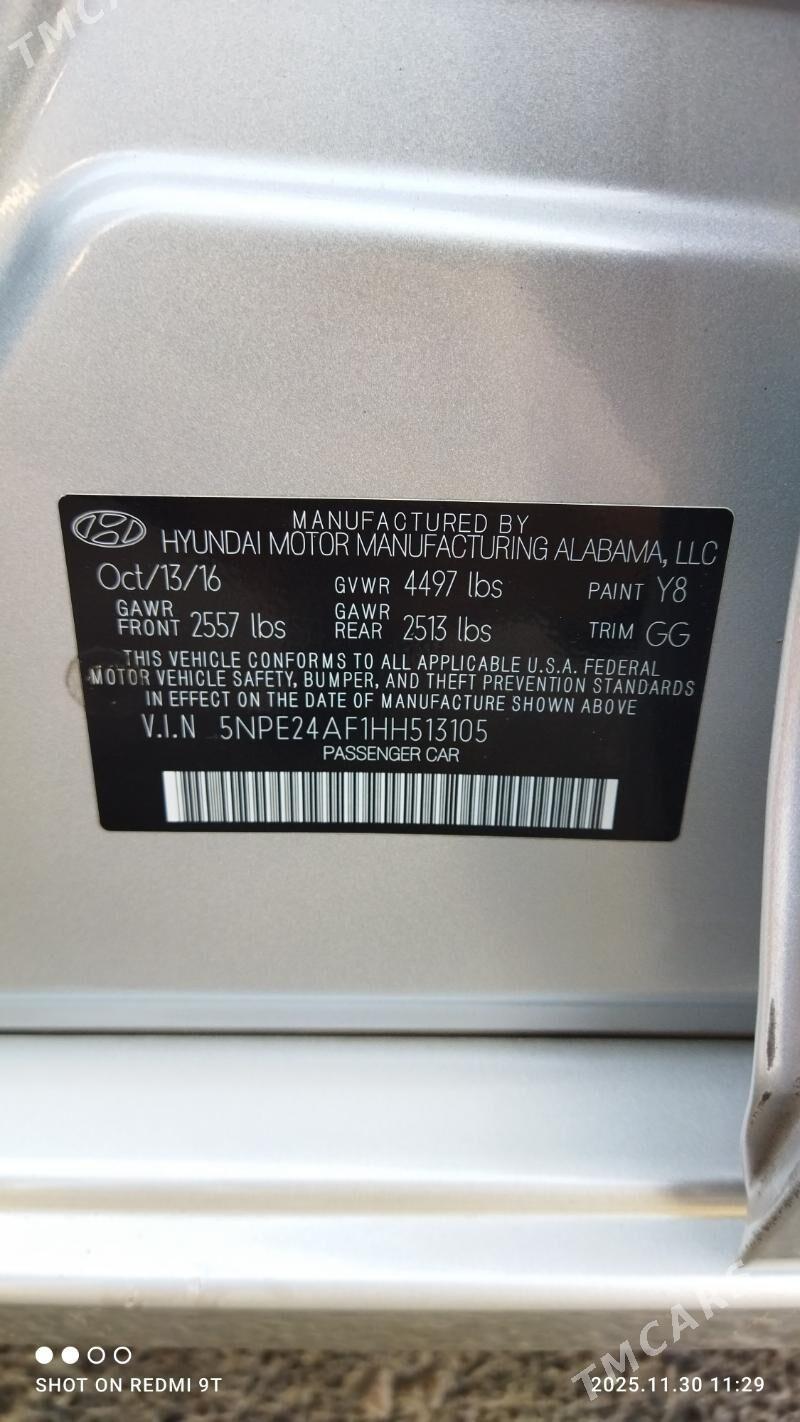 TMCARS
MANUFACTURED BY
HYUNDAI MOTOR MANUFACTURING ALABAMA, LLC
Oct/13/16 GVWR 4497 lbs PAINT Y8
GAWR FRONT 2557 lbs GAWR REAR 2513 lbs TRIM GG
THIS VEHICLE CONFORMS TO ALL APPLICABLE U.S.A. FEDERAL
MOTOR VEHICLE SAFETY, BUMPER, AND THEFT PREVENTION STANDARDS
IN EFFECT ON THE DATE OF MANUFACTURE SHOWN ABOVE
V.I.N 5NPE24AF1HH513105
PASSENGER CAR
TMCARS
SHOT ON REDMI 9T 2025.11.30 11:29